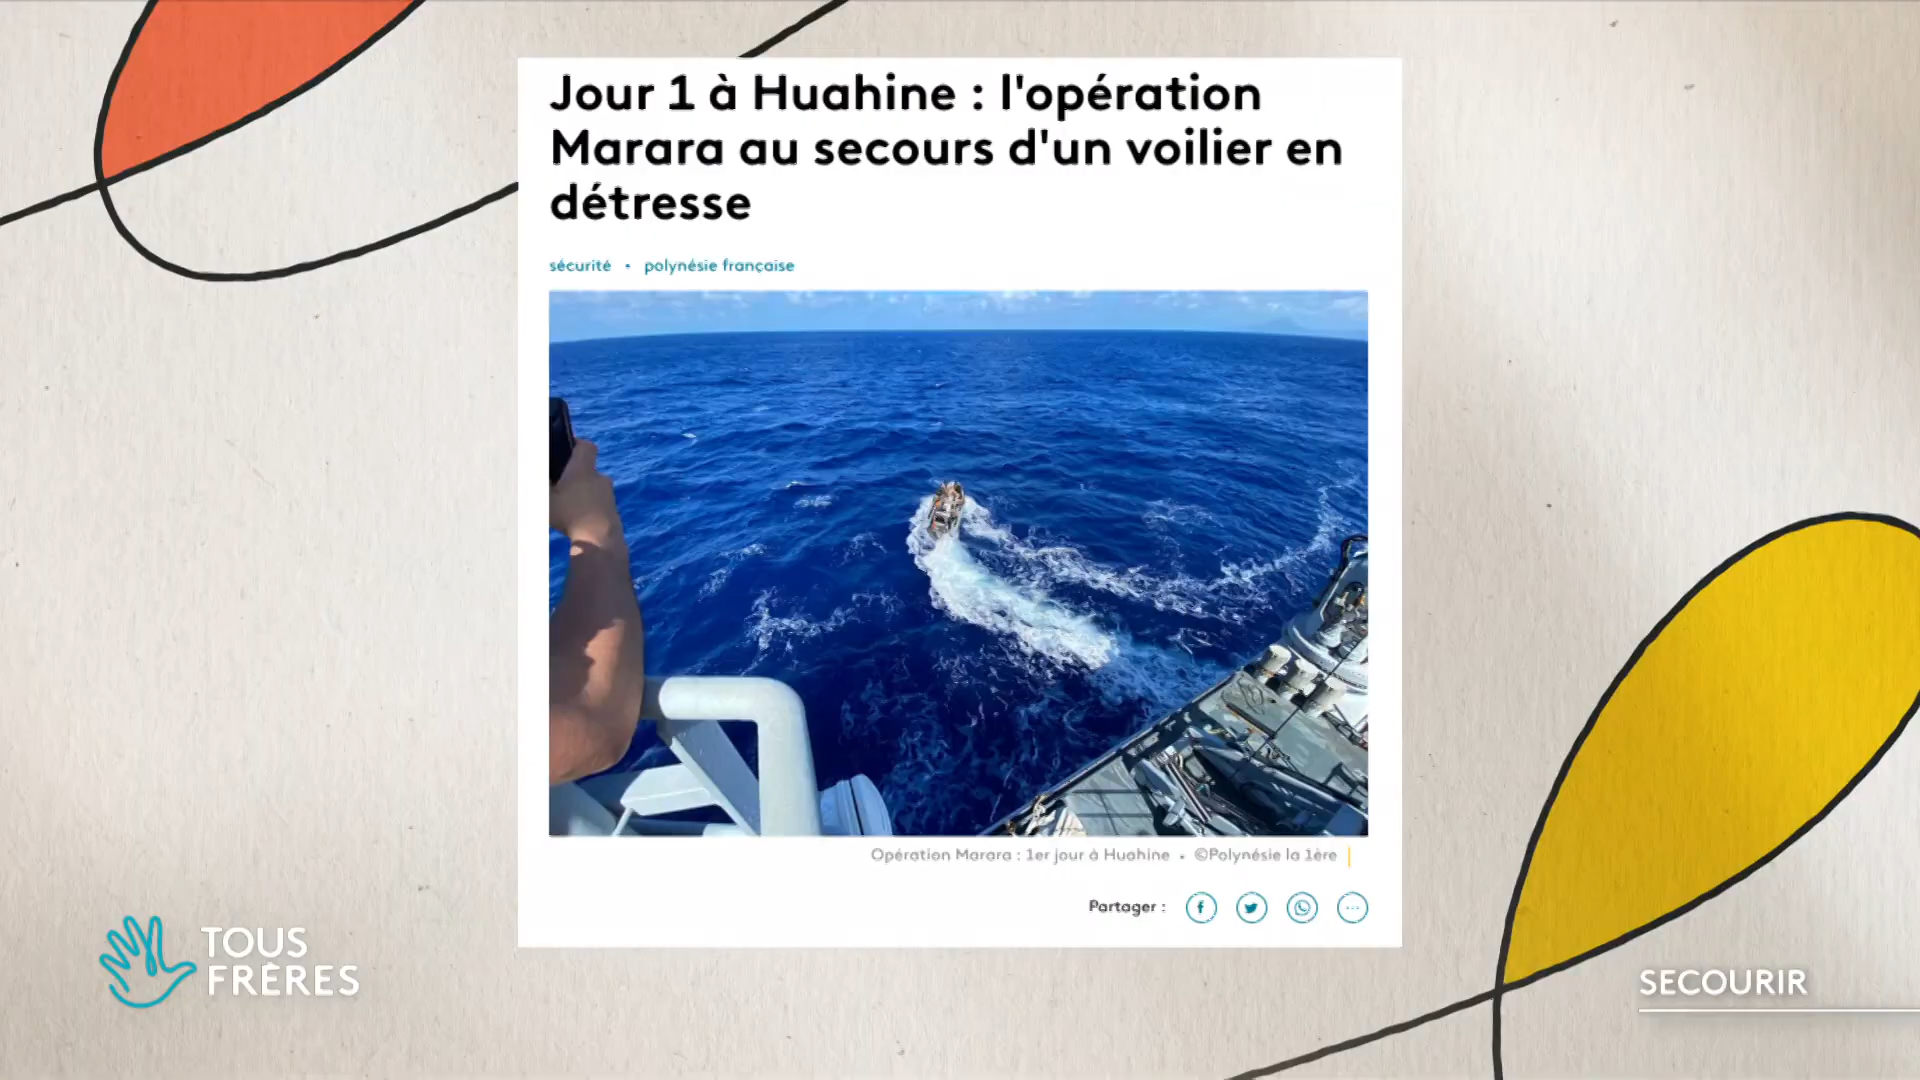 Jour 1 à Huahine : l'opération
Marara au secours d'un voilier en
détresse
sécurité • polynésie française
Opération Marara : 1er jour à Huahine • ©Polynésie la 1ère
Partager :
TOUS
FRÈRES
SECOURIR